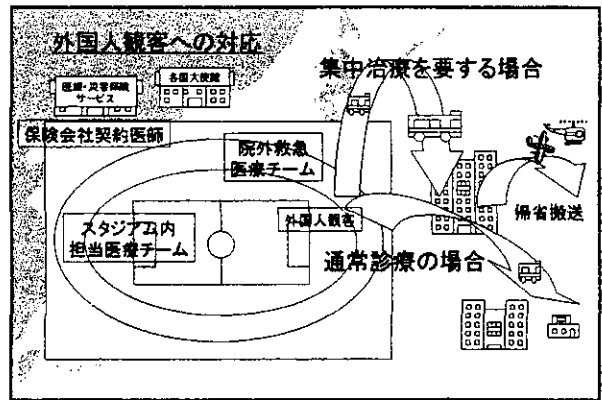 外国人観客への対応
各国大使館
医療・災害保険
サービス
集中治療を要する場合
保険会社契約医師
院外救急
医療チーム
帰省搬送
スタジアム内
担当医療チーム
外国人観客
通常診療の場合